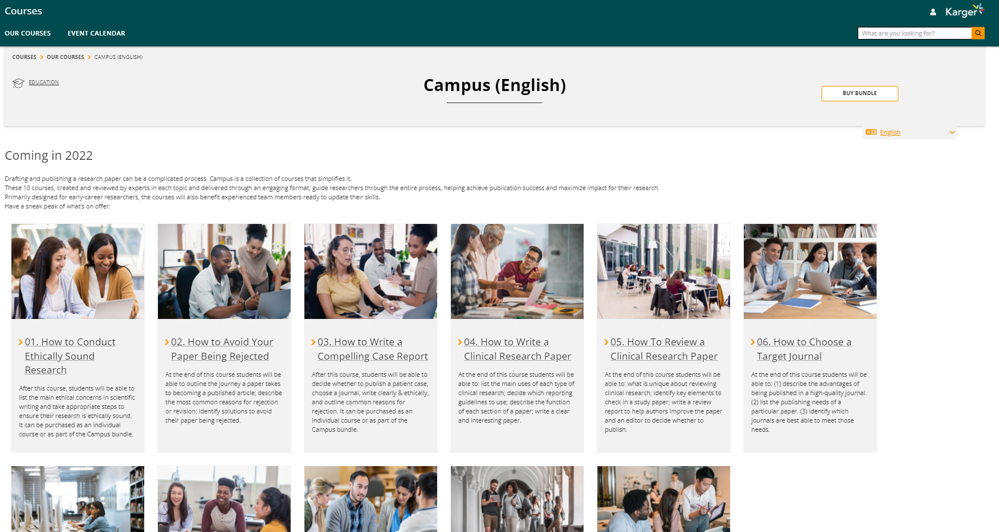 Courses
Karger
OUR COURSES
EVENT CALENDAR
What are you looking for?
COURSES
OUR COURSES
CAMPUS (ENGLISH)
EDUCATION
Campus (English)
BUY BUNDLE
English
Coming in 2022
Drafting and publishing a research paper can be a complicated process. Campus is a collection of courses that simplifies it.
These 10 courses, created and reviewed by experts in each topic and delivered through an engaging format, guide researchers through the entire process, helping achieve publication success and maximize impact for their research.
Primarily designed for early-career researchers, the courses will also benefit experienced team members ready to update their skills.
Have a sneak peak of what's on offer:
01. How to Conduct
Ethically Sound
Research
After this course, students will be able to
list the main ethical concerns in scientific
writing and take appropriate steps to
ensure their research is ethically sound.
It can be purchased as an individual
course or as part of the Campus bundle.
02. How to Avoid Your
Paper Being Rejected
At the end of this course students will be
able to outline the journey a paper takes
to becoming a published article; describe
the most common reasons for rejection
or revision; identify solutions to avoid
their paper being rejected.
03. How to Write a
Compelling Case Report
After this course, students will be able to
decide whether to publish a patient case,
choose a journal, write clearly & ethically,
and outline common reasons for
rejection. It can be purchased as an
individual course or as part of the
Campus bundle.
04. How to Write a
Clinical Research Paper
At the end of this course students will be
able to: list the main uses of each type of
clinical research; decide which reporting
guidelines to use; describe the function
of each section of a paper; write a clear
and interesting paper.
05. How To Review a
Clinical Research Paper
At the end of this course students will be
able to: what is unique about reviewing
clinical research; identify key elements to
check in a study paper; write a review
report to help authors improve the paper
and an editor to decide whether to
publish.
06. How to Choose a
Target Journal
At the end of this course students will be
able to: (1) describe the advantages of
being published in a high-quality journal.
(2) list the publishing needs of a
particular paper. (3) identify which
journals are best able to meet those
needs.